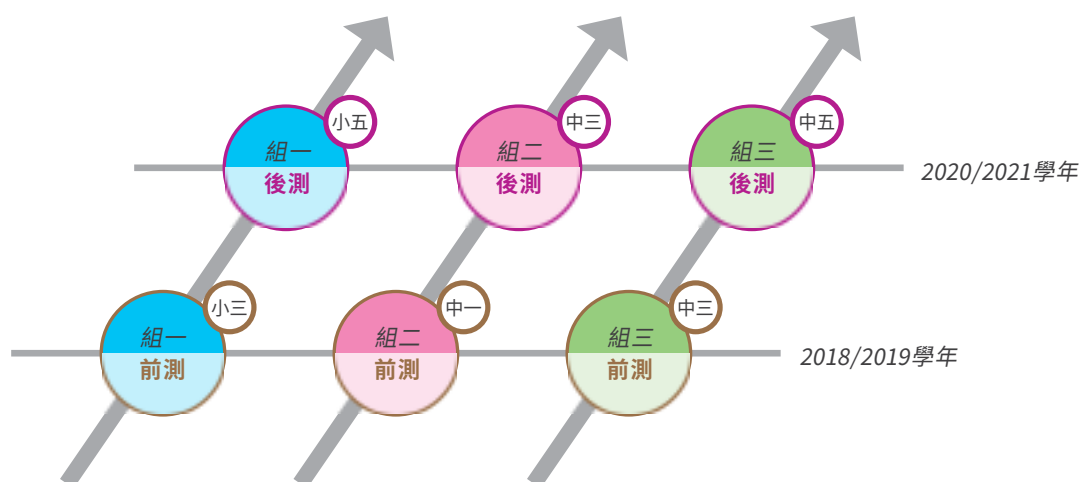 小五
中三
中五
組一
組二
組三
後測
後測
後測
2020/2021學年
小三
中一
中三
組一
組二
組三
前測
前測
前測
2018/2019學年